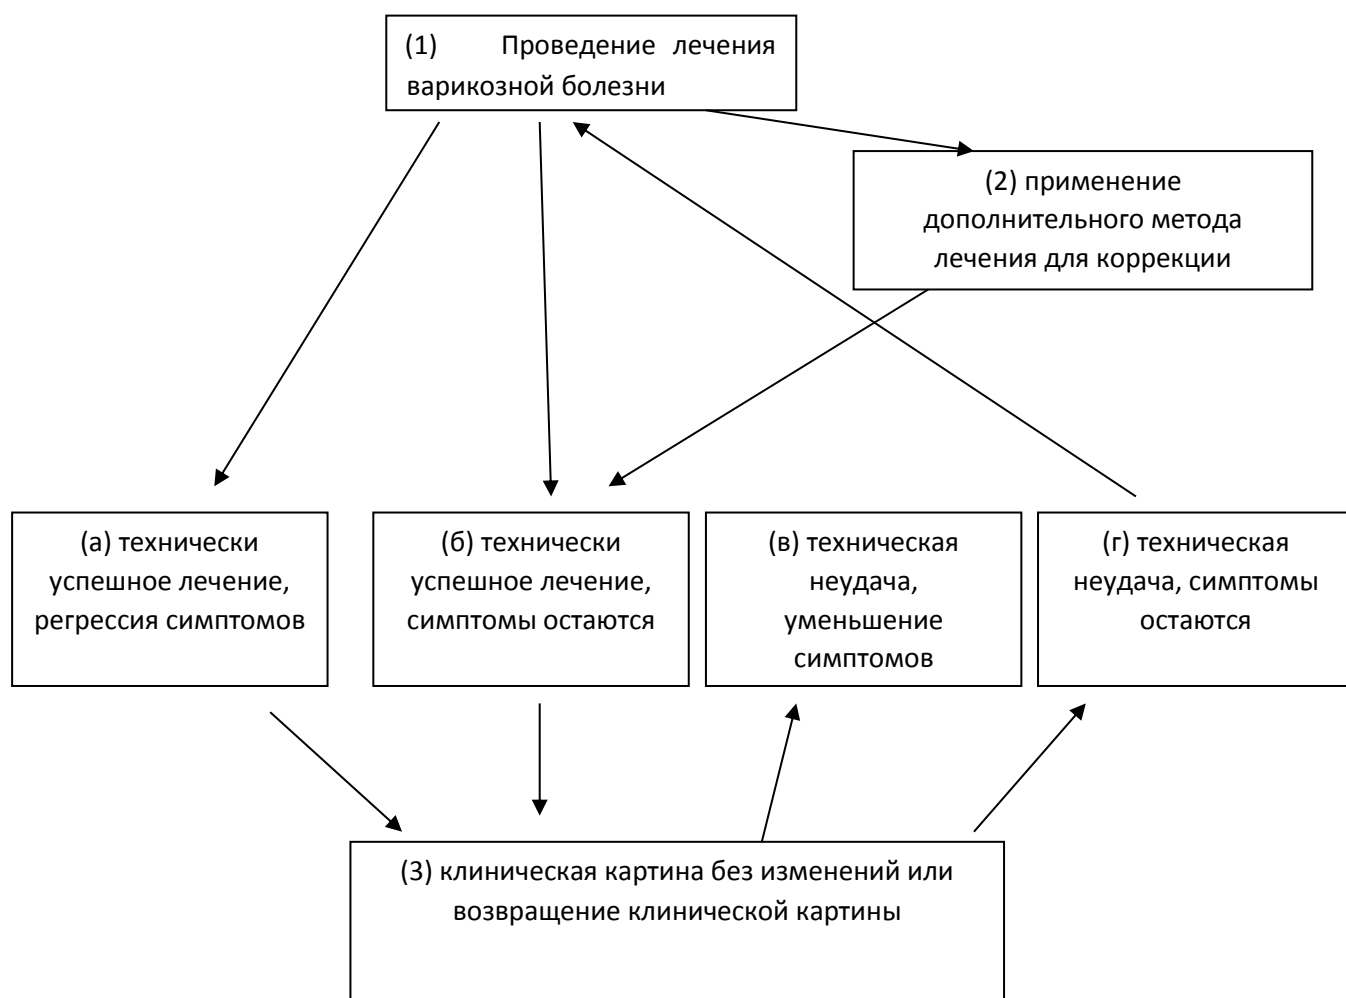 (1) Проведение лечения
варикозной болезни
(2) применение
дополнительного метода
лечения для коррекции
(а) технически
успешное лечение,
регрессия симптомов
(б) технически
успешное лечение,
симптомы остаются
(в) техническая
неудача,
уменьшение
симптомов
(г) техническая
неудача, симптомы
остаются
(3) клиническая картина без изменений или
возвращение клинической картины